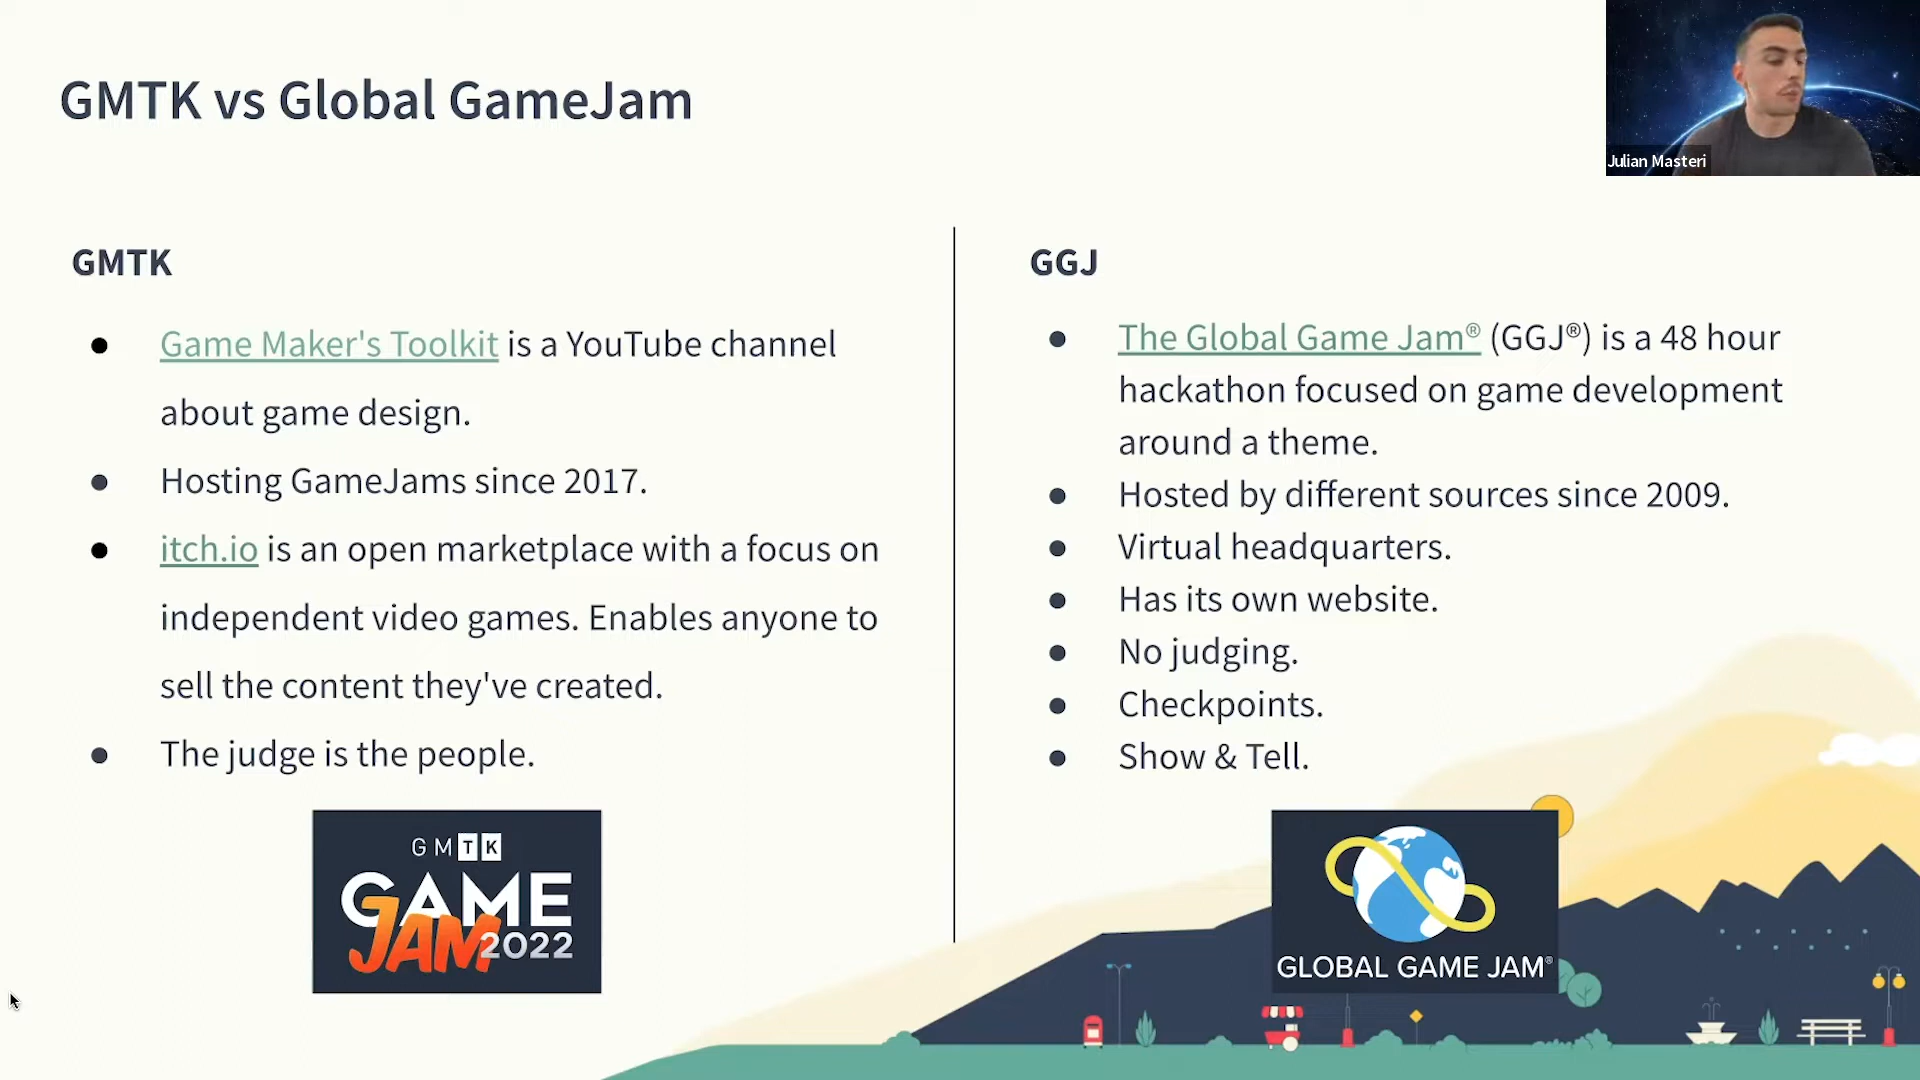 GMTK vs Global GameJam
Julian Masteri
GMTK
Game Maker's Toolkit is a YouTube channel
about game design.
Hosting GameJams since 2017.
itch.io is an open marketplace with a focus on
independent video games. Enables anyone to
sell the content they've created.
The judge is the people.
GMTK
GAME
JAM 2022
GGJ
The Global Game Jam® (GGJ®) is a 48 hour
hackathon focused on game development
around a theme.
Hosted by different sources since 2009.
Virtual headquarters.
Has its own website.
No judging.
Checkpoints.
Show & Tell.
GLOBAL GAME JAM®